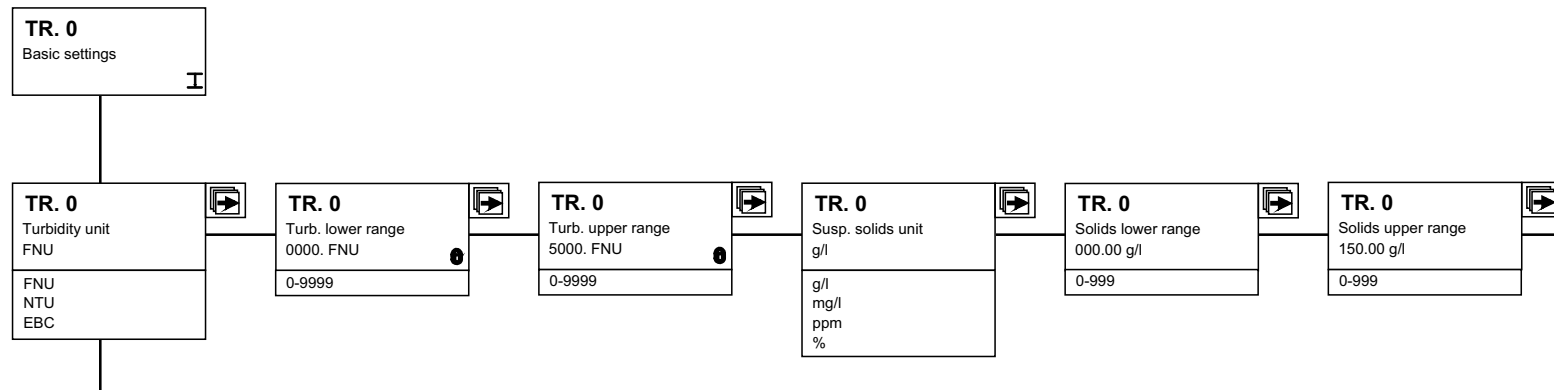 TR. 0
Basic settings
TR. 0
Turbidity unit
FNU
FNU
NTU
EBC
TR. 0
Turb. lower range
0000. FNU
0-9999
TR. 0
Turb. upper range
5000. FNU
0-9999
TR. 0
Susp. solids unit
g/l
g/l
mg/l
ppm
%
TR. 0
Solids lower range
000.00 g/l
0-999
TR. 0
Solids upper range
150.00 g/l
0-999